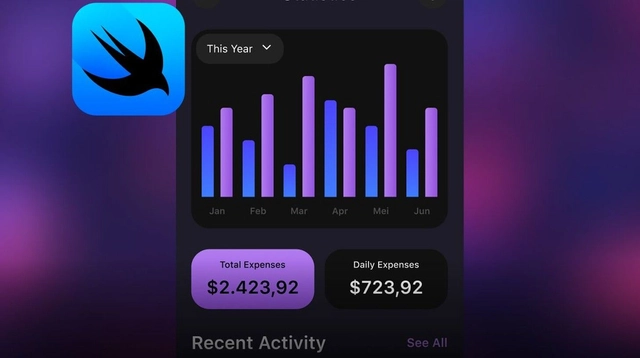 This Year
Jan Feb Mar Apr Mei Jun
Total Expenses Daily Expenses
$2.423,92 $723,92
Recent Activity See All